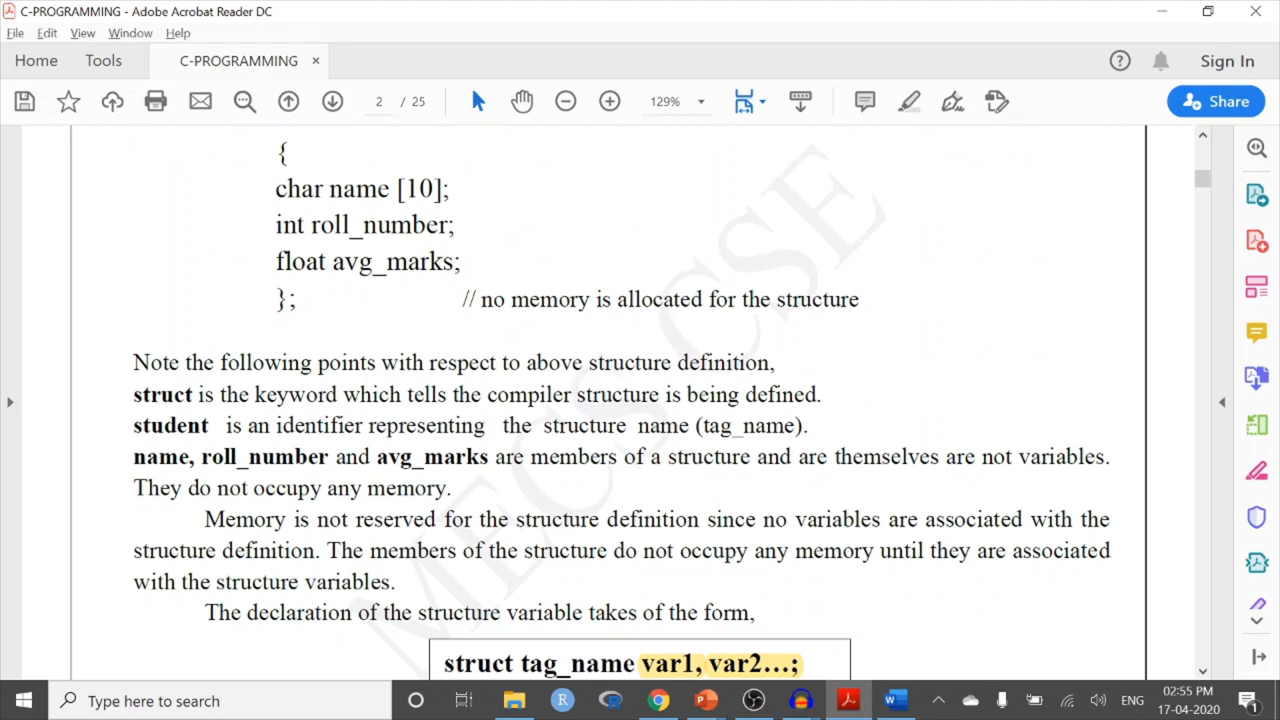 C-PROGRAMMING - Adobe Acrobat Reader DC
File Edit View Window Help
Home Tools C-PROGRAMMING × Sign In
2 / 25 129% Share
{
char name [10];
int roll_number;
float avg_marks;
}; // no memory is allocated for the structure
Note the following points with respect to above structure definition,
struct is the keyword which tells the compiler structure is being defined.
student is an identifier representing the structure name (tag_name).
name, roll_number and avg_marks are members of a structure and are themselves are not variables.
They do not occupy any memory.
Memory is not reserved for the structure definition since no variables are associated with the
structure definition. The members of the structure do not occupy any memory until they are associated
with the structure variables.
The declaration of the structure variable takes of the form,
struct tag_name var1, var2…;
MECS CSE
Type here to search
ENG 02:55 PM
17-04-2020 1